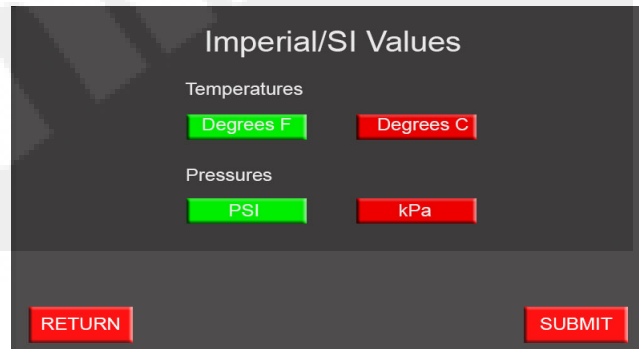 Imperial/SI Values
Temperatures
Degrees F Degrees C
Pressures
PSI kPa
RETURN SUBMIT